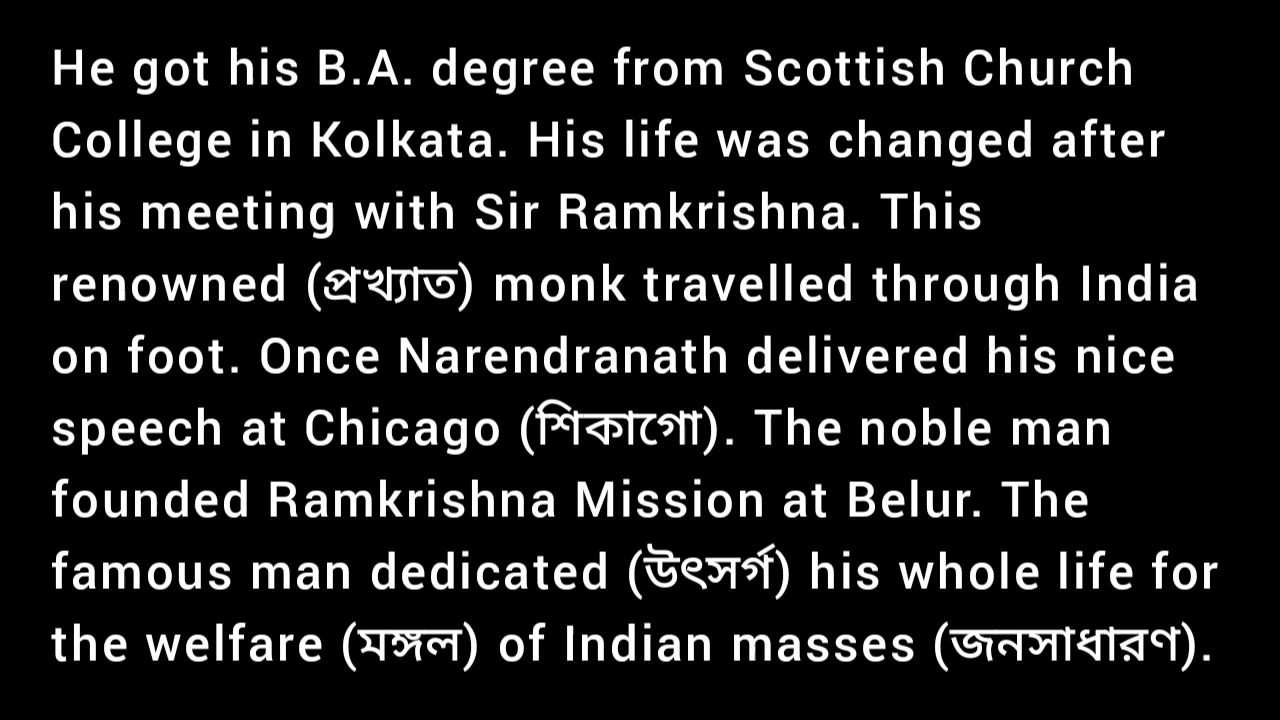 He got his B.A. degree from Scottish Church
College in Kolkata. His life was changed after
his meeting with Sir Ramkrishna. This
renowned (প্রখ্যাত) monk travelled through India
on foot. Once Narendranath delivered his nice
speech at Chicago (শিকাগো). The noble man
founded Ramkrishna Mission at Belur. The
famous man dedicated (উৎসর্গ) his whole life for
the welfare (মঙ্গল) of Indian masses (জনসাধারণ).